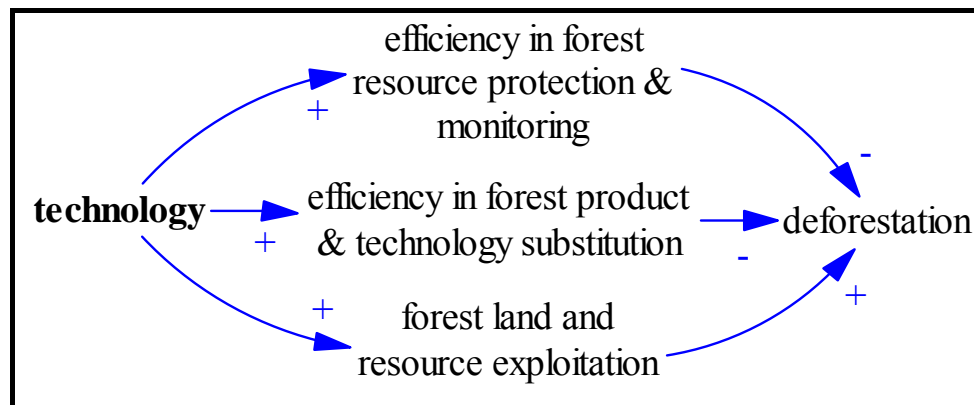 efficiency in forest
resource protection &
monitoring
+
-
technology
efficiency in forest product
& technology substitution
+
-
deforestation
+
forest land and
resource exploitation
+